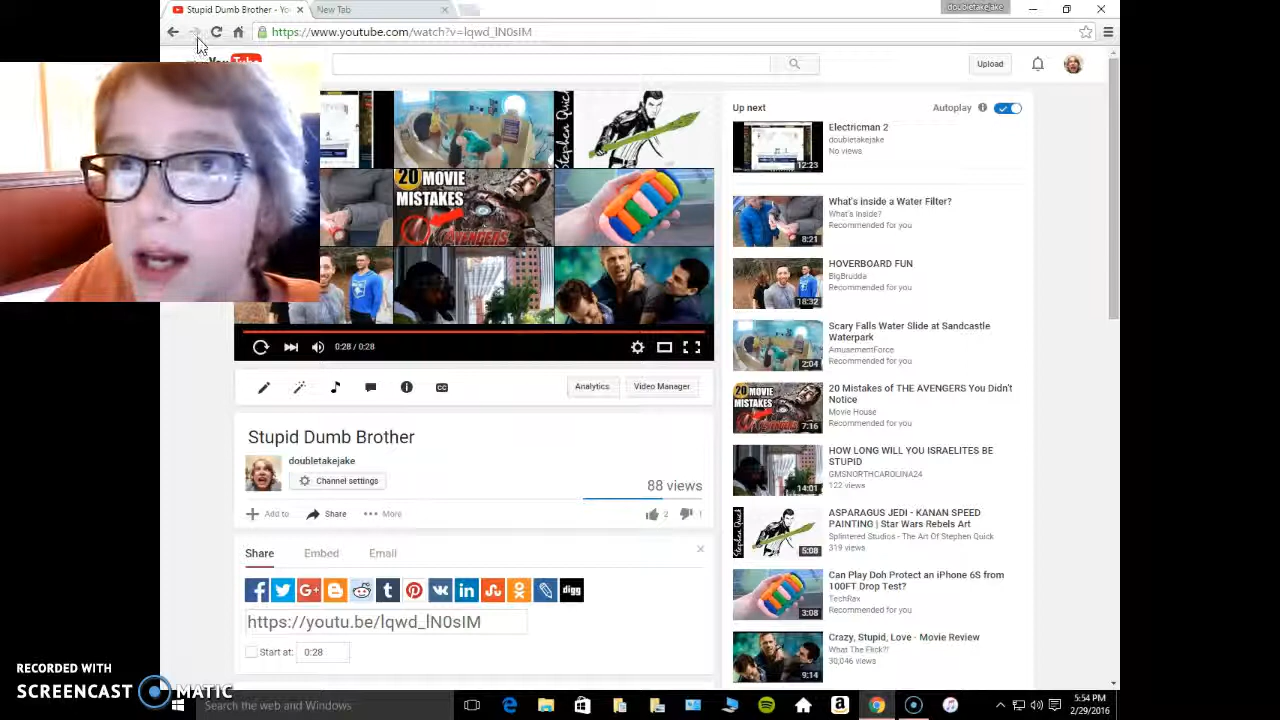 Stupid Dumb Brother - Yo
New Tab
doubletakejake
https://www.youtube.com/watch?v=lqwd_lN0sIM
Upload
Up next
Autoplay
Electricman 2
doubletakejake
No views
12:23
What's inside a Water Filter?
What's Inside?
Recommended for you
8:21
HOVERBOARD FUN
BigBrudda
Recommended for you
18:32
Scary Falls Water Slide at Sandcastle
Waterpark
AmusementForce
Recommended for you
2:04
20 Mistakes of THE AVENGERS You Didn't
Notice
Movie House
Recommended for you
7:16
HOW LONG WILL YOU ISRAELITES BE
STUPID
GMSNORTHCAROLINA24
122 views
14:01
ASPARAGUS JEDI - KANAN SPEED
PAINTING | Star Wars Rebels Art
Splintered Studios - The Art Of Stephen Quick
319 views
5:08
Can Play Doh Protect an iPhone 6S from
100FT Drop Test?
TechRax
Recommended for you
3:08
Crazy, Stupid, Love - Movie Review
What The Flick?!
30,046 views
9:14
Stephen Quick
20 MOVIE
MISTAKES
AVENGERS
0:28 / 0:28
Analytics
Video Manager
Stupid Dumb Brother
doubletakejake
Channel settings
88 views
Add to
Share
More
2
1
Share
Embed
Email
digg
https://youtu.be/lqwd_lN0sIM
Start at:
0:28
RECORDED WITH
SCREENCAST MATIC
Search the web and Windows
5:54 PM
2/29/2016